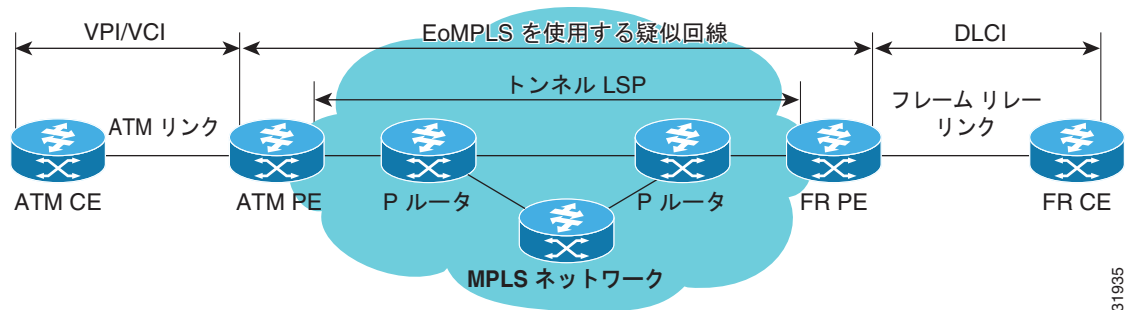 VPI/VCI
EoMPLS を使用する疑似回線
DLCI
トンネル LSP
ATM リンク
フレーム リレー
リンク
ATM CE
ATM PE
P ルータ
P ルータ
FR PE
FR CE
MPLS ネットワーク
31935